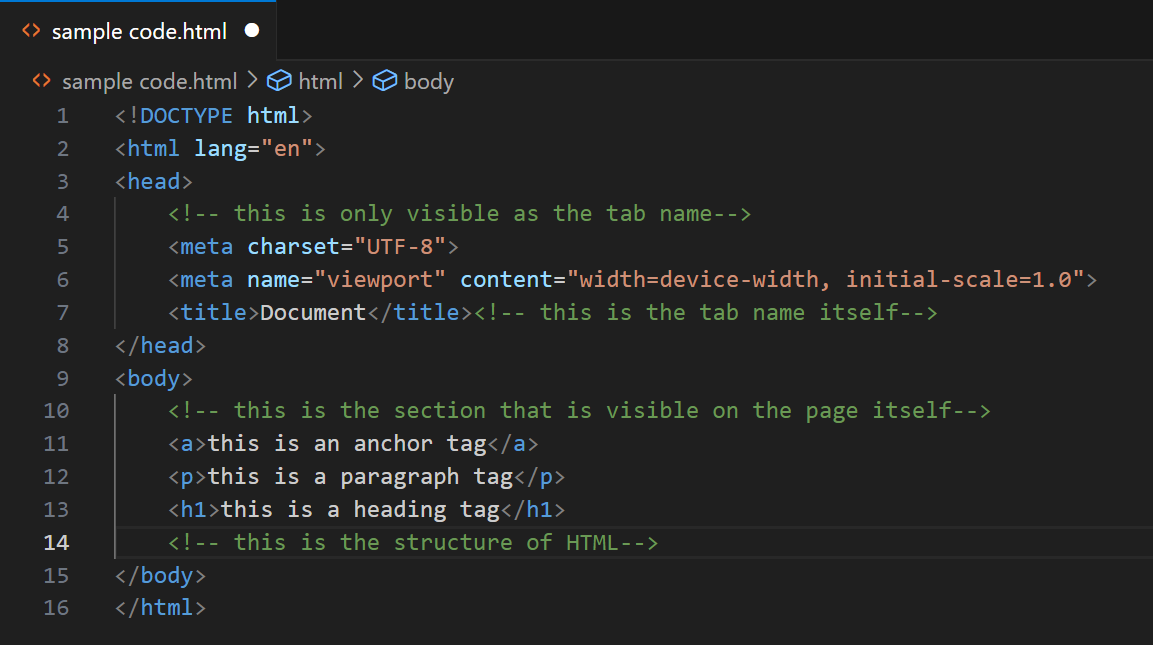 sample code.html
sample code.html > html > body
1 <!DOCTYPE html>
2 <html lang="en">
3 <head>
4     <!-- this is only visible as the tab name-->
5     <meta charset="UTF-8">
6     <meta name="viewport" content="width=device-width, initial-scale=1.0">
7     <title>Document</title><!-- this is the tab name itself-->
8 </head>
9 <body>
10     <!-- this is the section that is visible on the page itself-->
11     <a>this is an anchor tag</a>
12     <p>this is a paragraph tag</p>
13     <h1>this is a heading tag</h1>
14     <!-- this is the structure of HTML-->
15 </body>
16 </html>